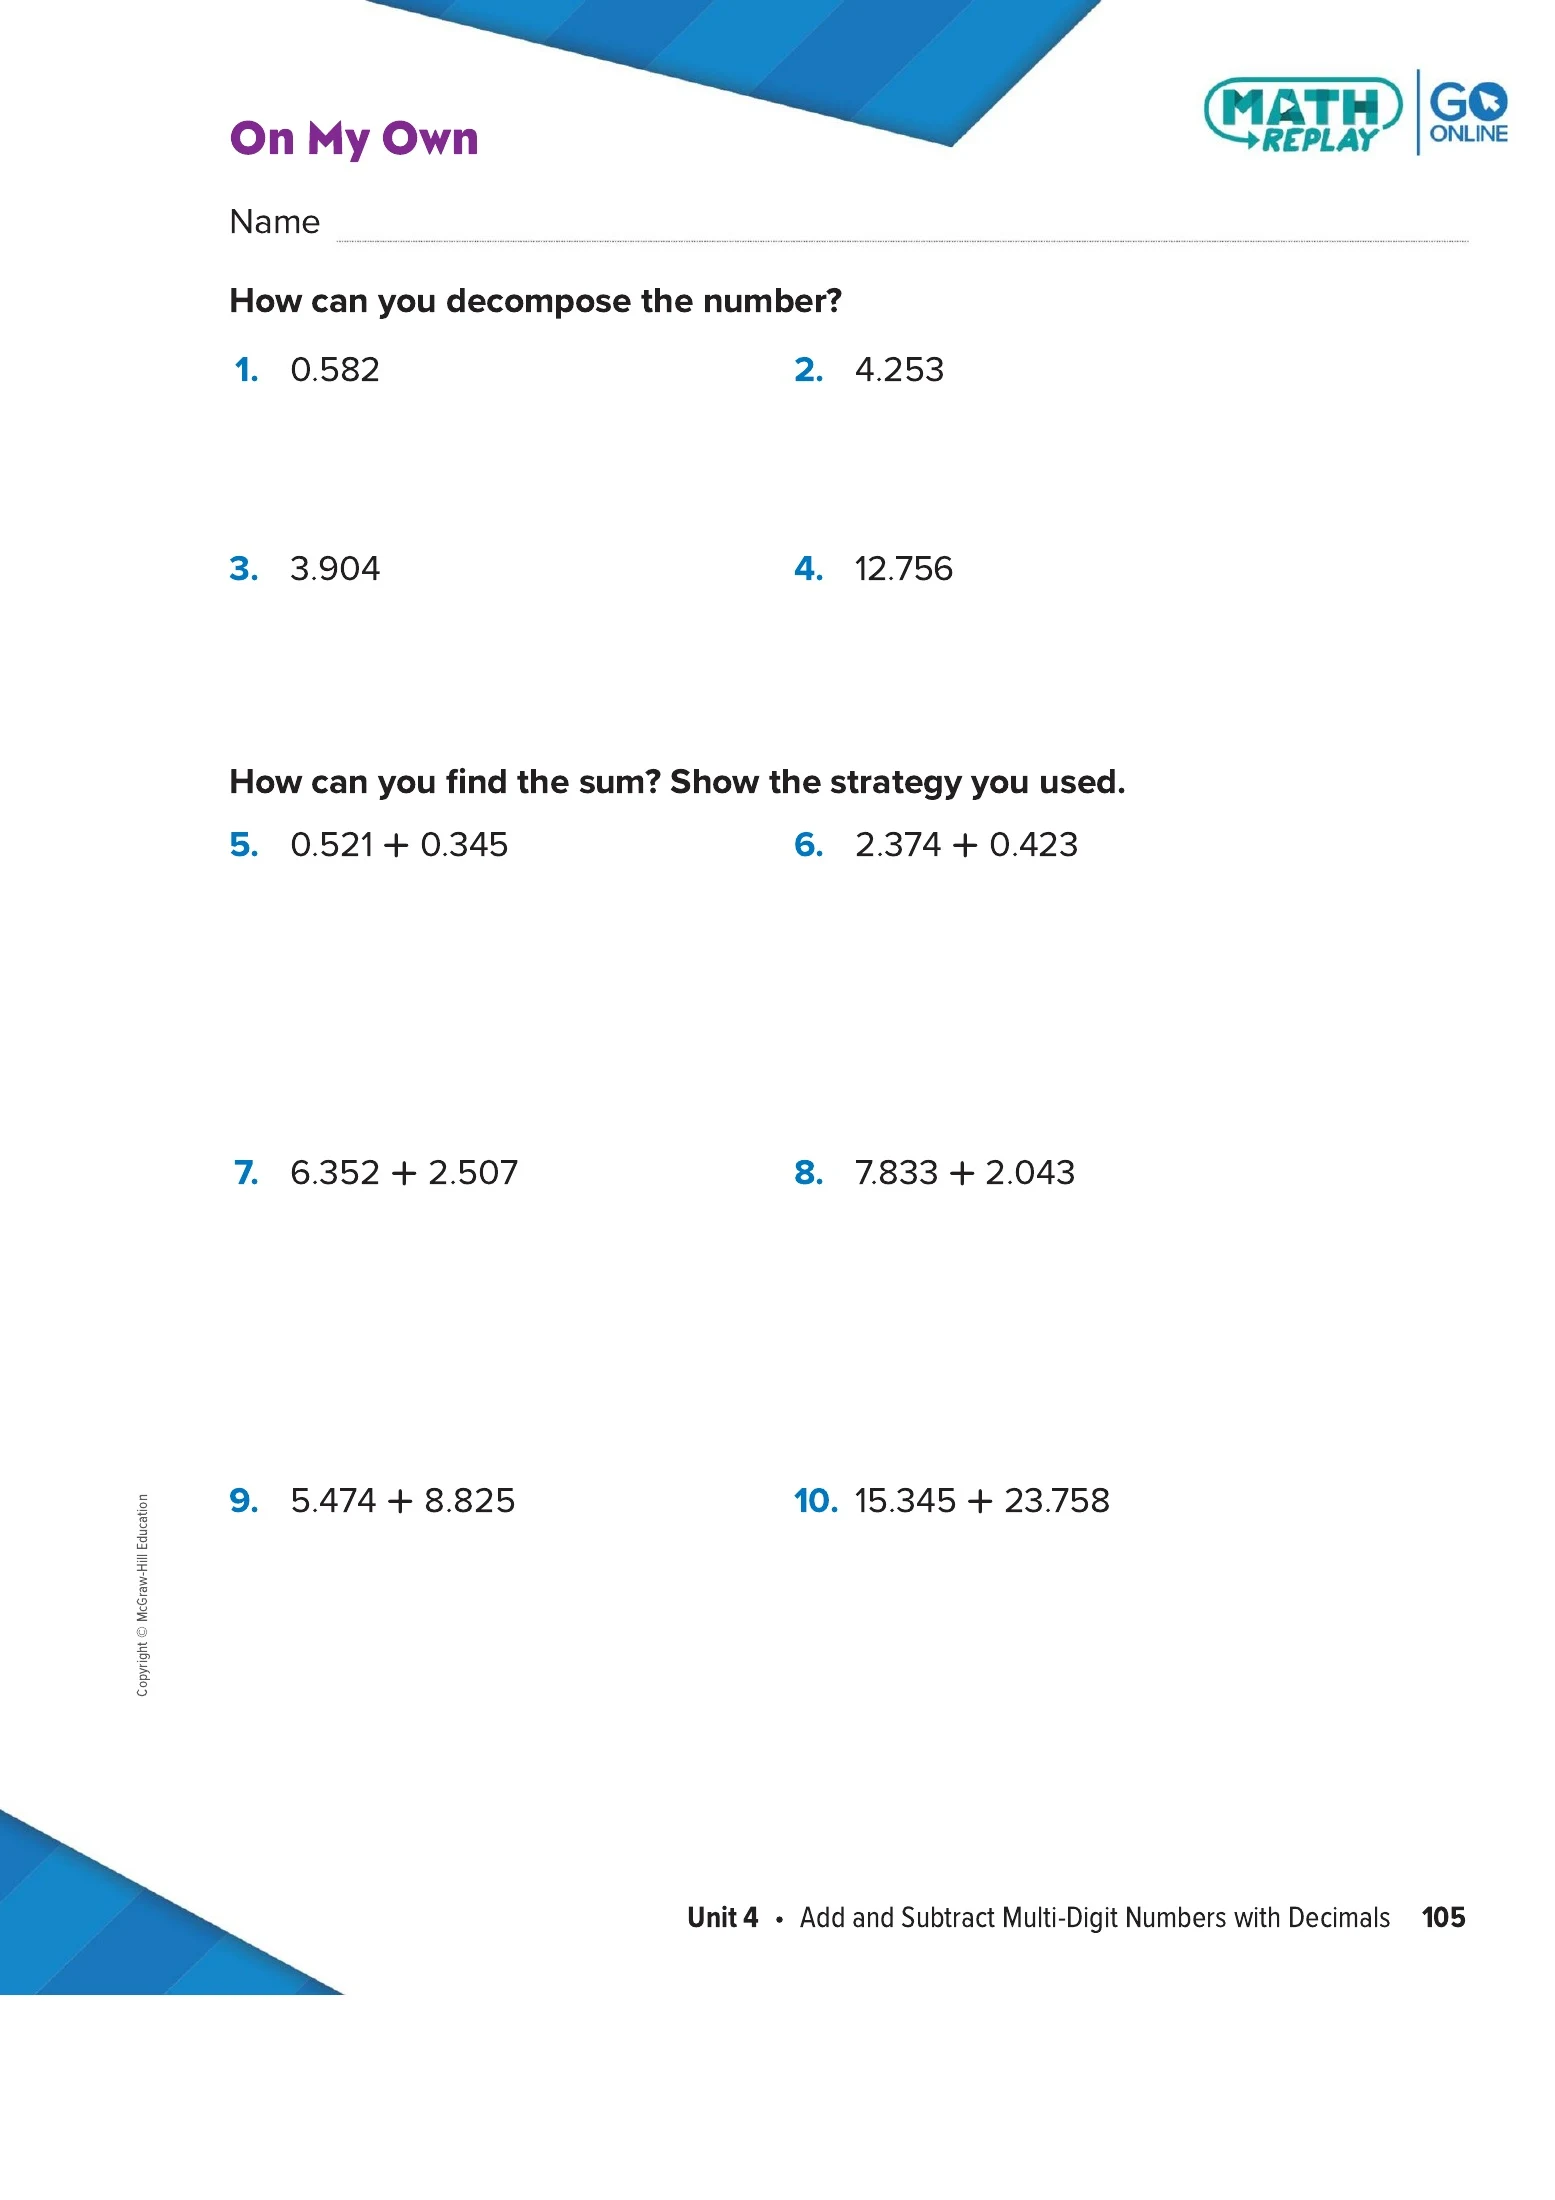 MATH REPLAY
GO ONLINE
On My Own
Name
How can you decompose the number?
1. 0.582
2. 4.253
3. 3.904
4. 12.756
How can you find the sum? Show the strategy you used.
5. 0.521 + 0.345
6. 2.374 + 0.423
7. 6.352 + 2.507
8. 7.833 + 2.043
9. 5.474 + 8.825
10. 15.345 + 23.758
Copyright © McGraw-Hill Education
Unit 4 • Add and Subtract Multi-Digit Numbers with Decimals 105